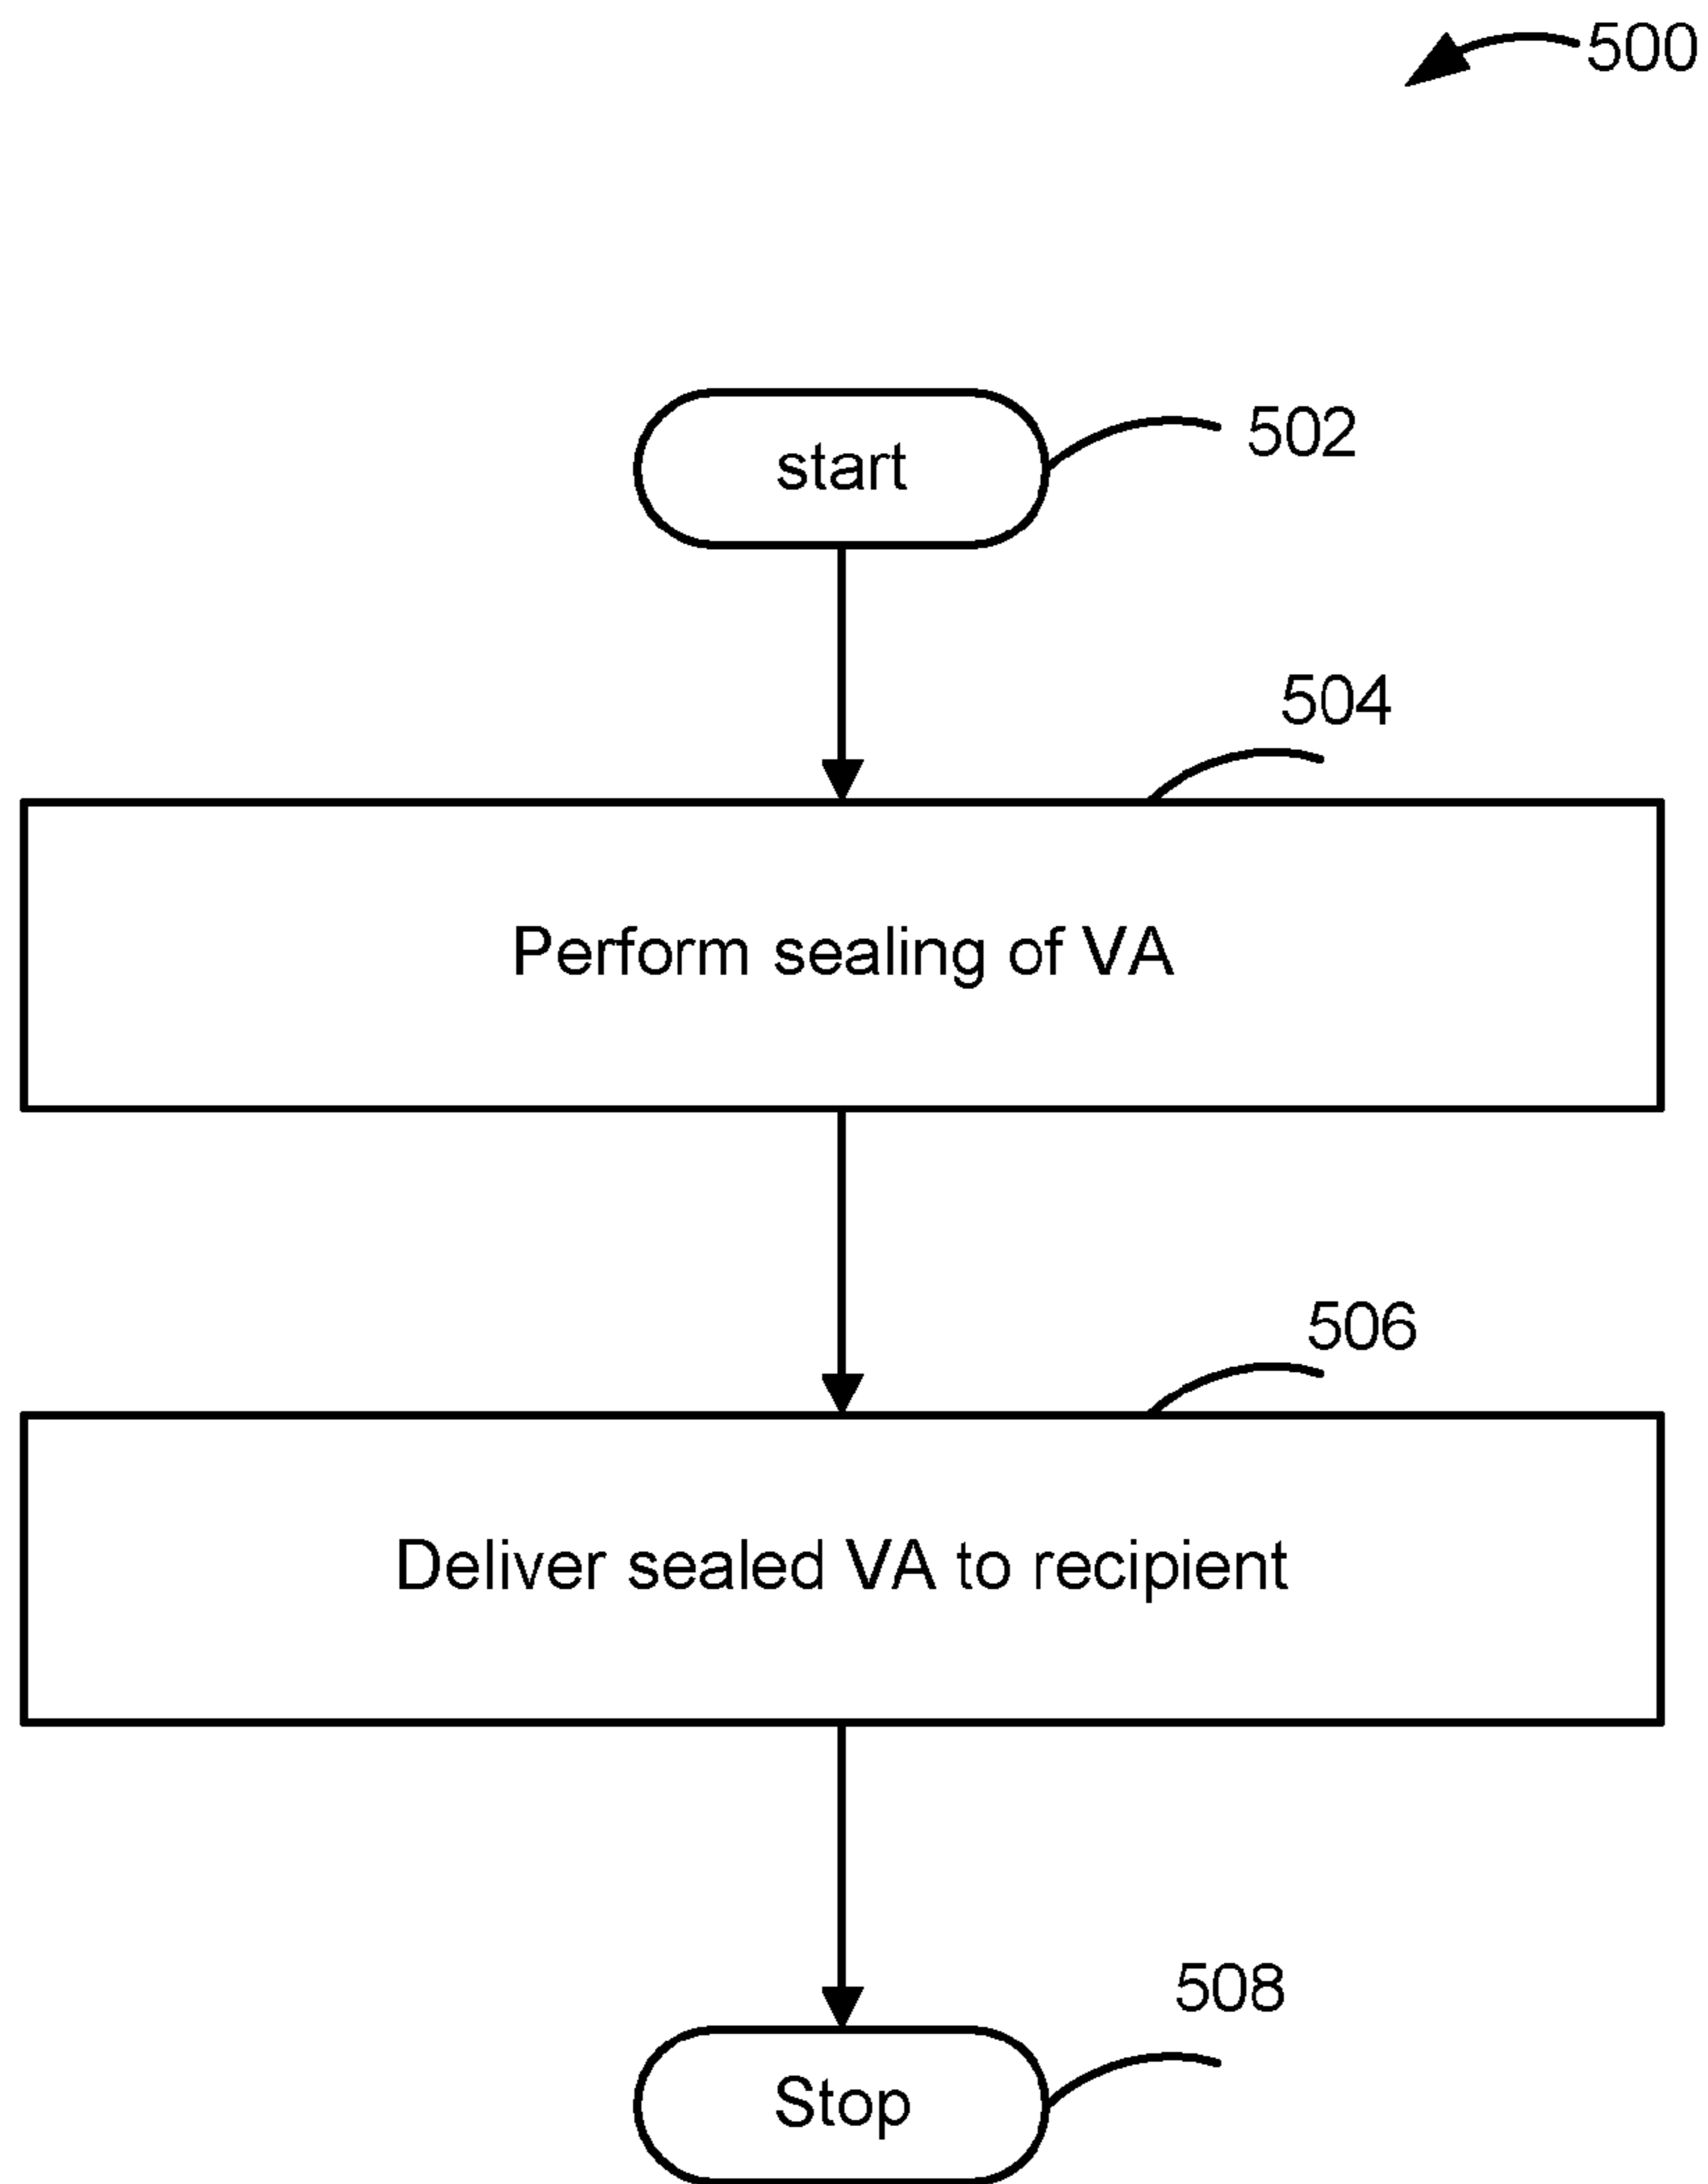 500
start
502
504
Perform sealing of VA
506
Deliver sealed VA to recipient
508
Stop